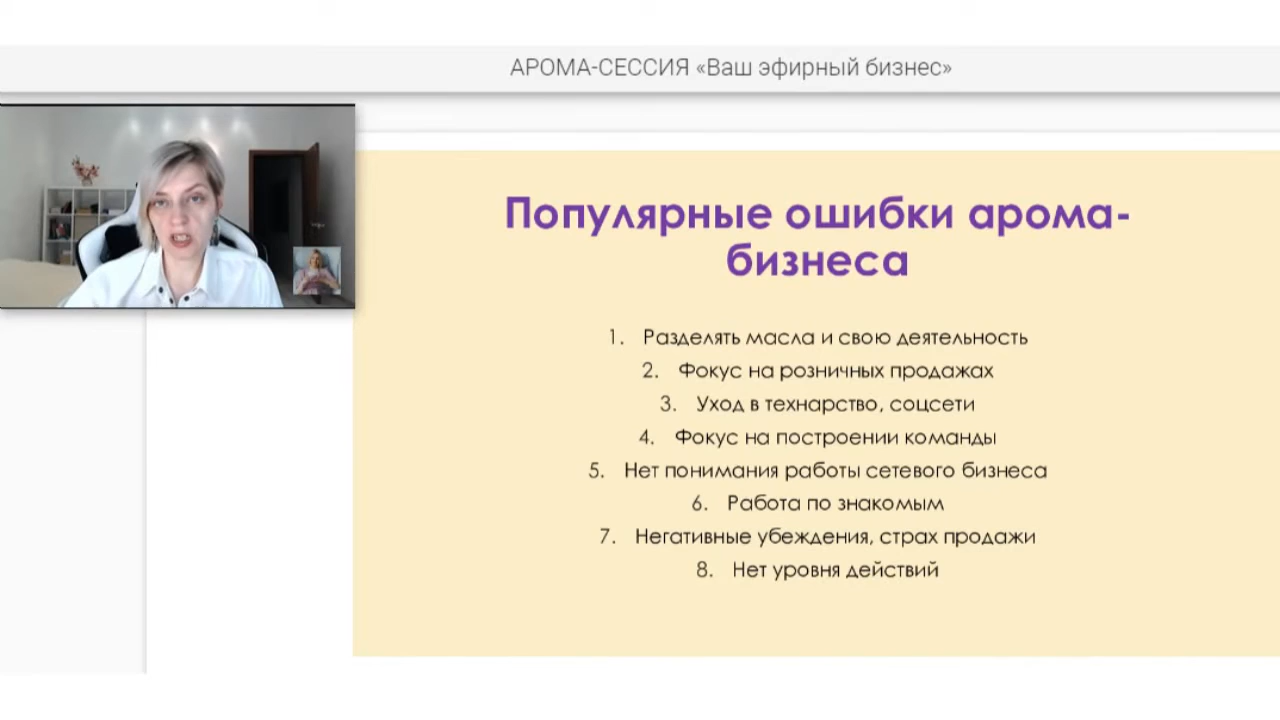 АРОМА-СЕССИЯ «Ваш эфирный бизнес»
Популярные ошибки арома-
бизнеса
1. Разделять масла и свою деятельность
2. Фокус на розничных продажах
3. Уход в технарство, соцсети
4. Фокус на построении команды
5. Нет понимания работы сетевого бизнеса
6. Работа по знакомым
7. Негативные убеждения, страх продажи
8. Нет уровня действий